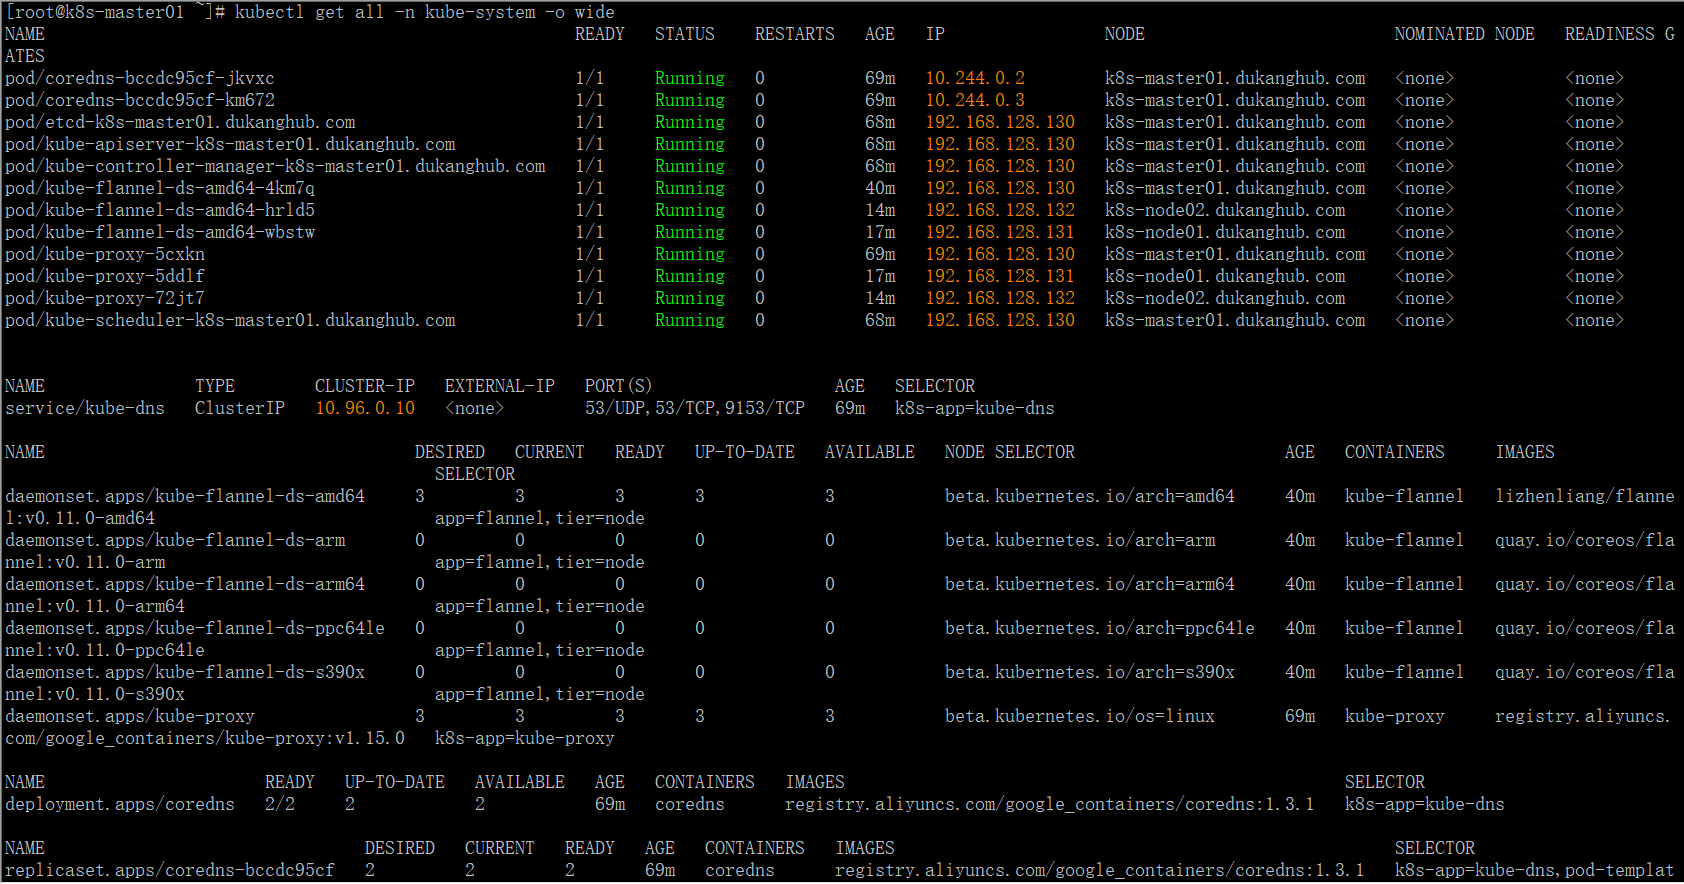 [root@k8s-master01 ~]# kubectl get all -n kube-system -o wide
NAME READY STATUS RESTARTS AGE IP NODE NOMINATED NODE READINESS G
ATES
pod/coredns-bccdc95cf-jkvxc 1/1 Running 0 69m 10.244.0.2 k8s-master01.dukanghub.com <none> <none>
pod/coredns-bccdc95cf-km672 1/1 Running 0 69m 10.244.0.3 k8s-master01.dukanghub.com <none> <none>
pod/etcd-k8s-master01.dukanghub.com 1/1 Running 0 68m 192.168.128.130 k8s-master01.dukanghub.com <none> <none>
pod/kube-apiserver-k8s-master01.dukanghub.com 1/1 Running 0 68m 192.168.128.130 k8s-master01.dukanghub.com <none> <none>
pod/kube-controller-manager-k8s-master01.dukanghub.com 1/1 Running 0 68m 192.168.128.130 k8s-master01.dukanghub.com <none> <none>
pod/kube-flannel-ds-amd64-4km7q 1/1 Running 0 40m 192.168.128.130 k8s-master01.dukanghub.com <none> <none>
pod/kube-flannel-ds-amd64-hrld5 1/1 Running 0 14m 192.168.128.132 k8s-node02.dukanghub.com <none> <none>
pod/kube-flannel-ds-amd64-wbstw 1/1 Running 0 17m 192.168.128.131 k8s-node01.dukanghub.com <none> <none>
pod/kube-proxy-5cxkn 1/1 Running 0 69m 192.168.128.130 k8s-master01.dukanghub.com <none> <none>
pod/kube-proxy-5ddlf 1/1 Running 0 17m 192.168.128.131 k8s-node01.dukanghub.com <none> <none>
pod/kube-proxy-72jt7 1/1 Running 0 14m 192.168.128.132 k8s-node02.dukanghub.com <none> <none>
pod/kube-scheduler-k8s-master01.dukanghub.com 1/1 Running 0 68m 192.168.128.130 k8s-master01.dukanghub.com <none> <none>
NAME TYPE CLUSTER-IP EXTERNAL-IP PORT(S) AGE SELECTOR
service/kube-dns ClusterIP 10.96.0.10 <none> 53/UDP,53/TCP,9153/TCP 69m k8s-app=kube-dns
NAME DESIRED CURRENT READY UP-TO-DATE AVAILABLE NODE SELECTOR AGE CONTAINERS IMAGES
SELECTOR
daemonset.apps/kube-flannel-ds-amd64 3 3 3 3 3 beta.kubernetes.io/arch=amd64 40m kube-flannel lizhenliang/flanne
l:v0.11.0-amd64 app=flannel,tier=node
daemonset.apps/kube-flannel-ds-arm 0 0 0 0 0 beta.kubernetes.io/arch=arm 40m kube-flannel quay.io/coreos/fla
nnel:v0.11.0-arm app=flannel,tier=node
daemonset.apps/kube-flannel-ds-arm64 0 0 0 0 0 beta.kubernetes.io/arch=arm64 40m kube-flannel quay.io/coreos/fla
nnel:v0.11.0-arm64 app=flannel,tier=node
daemonset.apps/kube-flannel-ds-ppc64le 0 0 0 0 0 beta.kubernetes.io/arch=ppc64le 40m kube-flannel quay.io/coreos/fla
nnel:v0.11.0-ppc64le app=flannel,tier=node
daemonset.apps/kube-flannel-ds-s390x 0 0 0 0 0 beta.kubernetes.io/arch=s390x 40m kube-flannel quay.io/coreos/fla
nnel:v0.11.0-s390x app=flannel,tier=node
daemonset.apps/kube-proxy 3 3 3 3 3 beta.kubernetes.io/os=linux 69m kube-proxy registry.aliyuncs.
com/google_containers/kube-proxy:v1.15.0 k8s-app=kube-proxy
NAME READY UP-TO-DATE AVAILABLE AGE CONTAINERS IMAGES SELECTOR
deployment.apps/coredns 2/2 2 2 69m coredns registry.aliyuncs.com/google_containers/coredns:1.3.1 k8s-app=kube-dns
NAME DESIRED CURRENT READY AGE CONTAINERS IMAGES SELECTOR
replicaset.apps/coredns-bccdc95cf 2 2 2 69m coredns registry.aliyuncs.com/google_containers/coredns:1.3.1 k8s-app=kube-dns,pod-templat